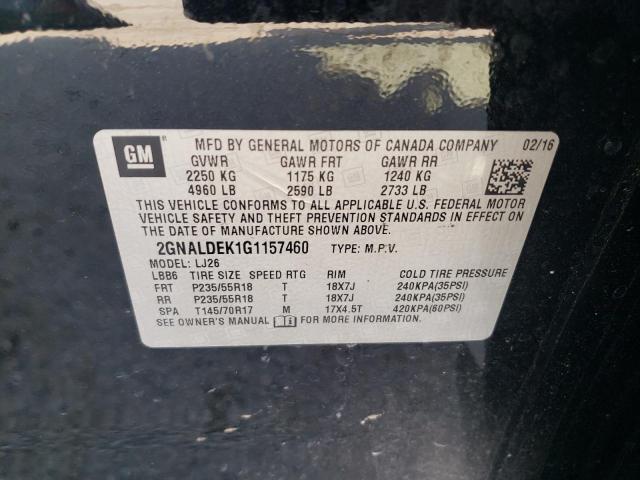 GM
MFD BY GENERAL MOTORS OF CANADA COMPANY 02/16
GVWR GAWR FRT GAWR RR
2250 KG 1175 KG 1240 KG
4960 LB 2590 LB 2733 LB
THIS VEHICLE CONFORMS TO ALL APPLICABLE U.S. FEDERAL MOTOR
VEHICLE SAFETY AND THEFT PREVENTION STANDARDS IN EFFECT ON
THE DATE OF MANUFACTURE SHOWN ABOVE.
2GNALDEK1G1157460 TYPE: M.P.V.
MODEL: LJ26
LBB6 TIRE SIZE SPEED RTG RIM COLD TIRE PRESSURE
FRT P235/55R18 T 18X7J 240KPA(35PSI)
RR P235/55R18 T 18X7J 240KPA(35PSI)
SPA T145/70R17 M 17X4.5T 420KPA(60PSI)
SEE OWNER'S MANUAL FOR MORE INFORMATION.